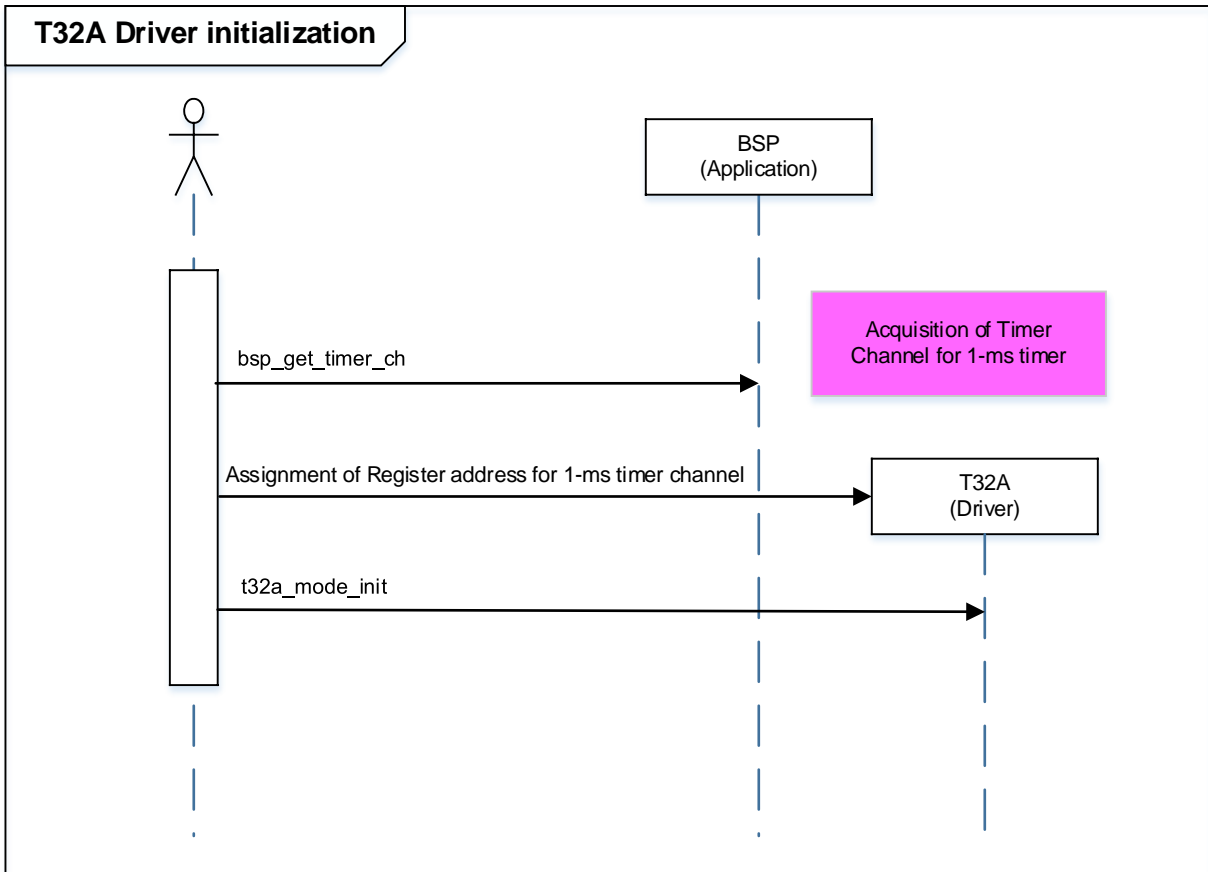 T32A Driver initialization
BSP
(Application)
Acquisition of Timer
Channel for 1-ms timer
bsp_get_timer_ch
Assignment of Register address for 1-ms timer channel
T32A
(Driver)
t32a_mode_init